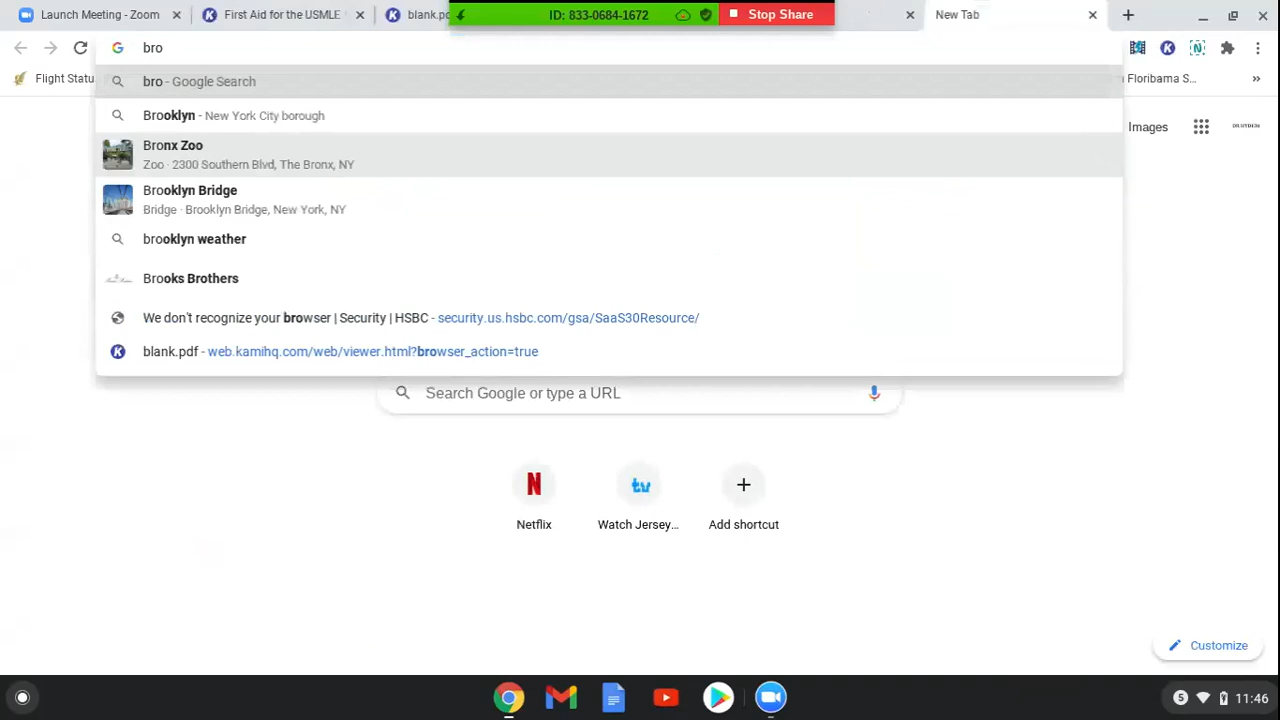 Launch Meeting - Zoom
First Aid for the USMLE
blank.p
ID: 833-0684-1672
Stop Share
New Tab
bro
Flight Statu
Floribama S...
bro - Google Search
Brooklyn - New York City borough
Images
Bronx Zoo
Zoo · 2300 Southern Blvd, The Bronx, NY
Brooklyn Bridge
Bridge · Brooklyn Bridge, New York, NY
brooklyn weather
Brooks Brothers
We don't recognize your browser | Security | HSBC - security.us.hsbc.com/gsa/SaaS30Resource/
blank.pdf - web.kamihq.com/web/viewer.html?browser_action=true
Search Google or type a URL
Netflix
Watch Jersey...
Add shortcut
Customize
5
11:46